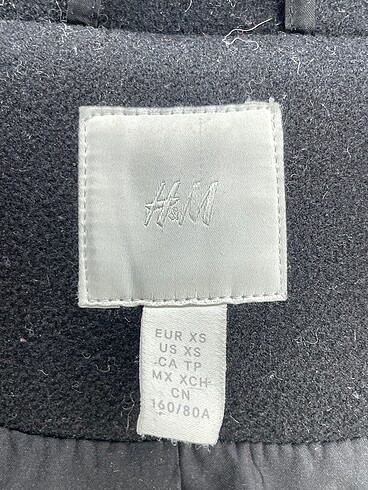 H&M
EUR XS
US XS
CA TP
MX XCH
CN
160/80A